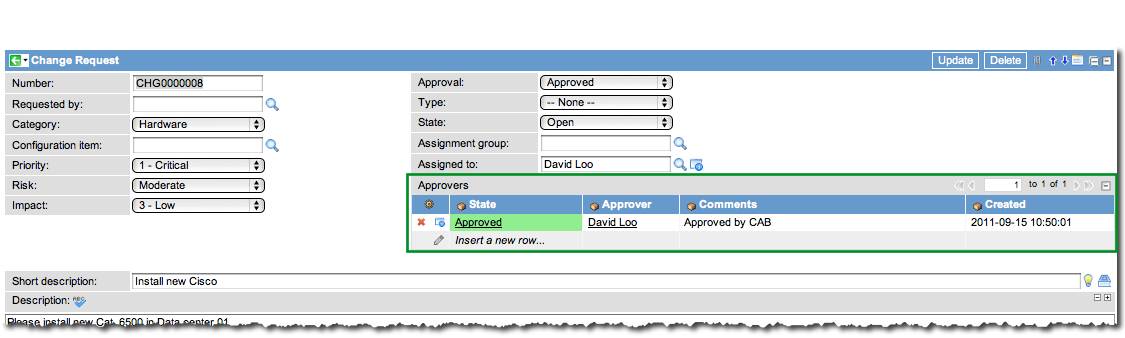 Change Request Update Delete
Number: CHG0000008
Requested by:
Category: Hardware
Configuration item:
Priority: 1 - Critical
Risk: Moderate
Impact: 3 - Low
Approval: Approved
Type: -- None --
State: Open
Assignment group:
Assigned to: David Loo
Approvers 1 to 1 of 1
State Approver Comments Created
Approved David Loo Approved by CAB 2011-09-15 10:50:01
Insert a new row...
Short description: Install new Cisco
Description: ABC
Please install new Cat. 6500 in Data center 01